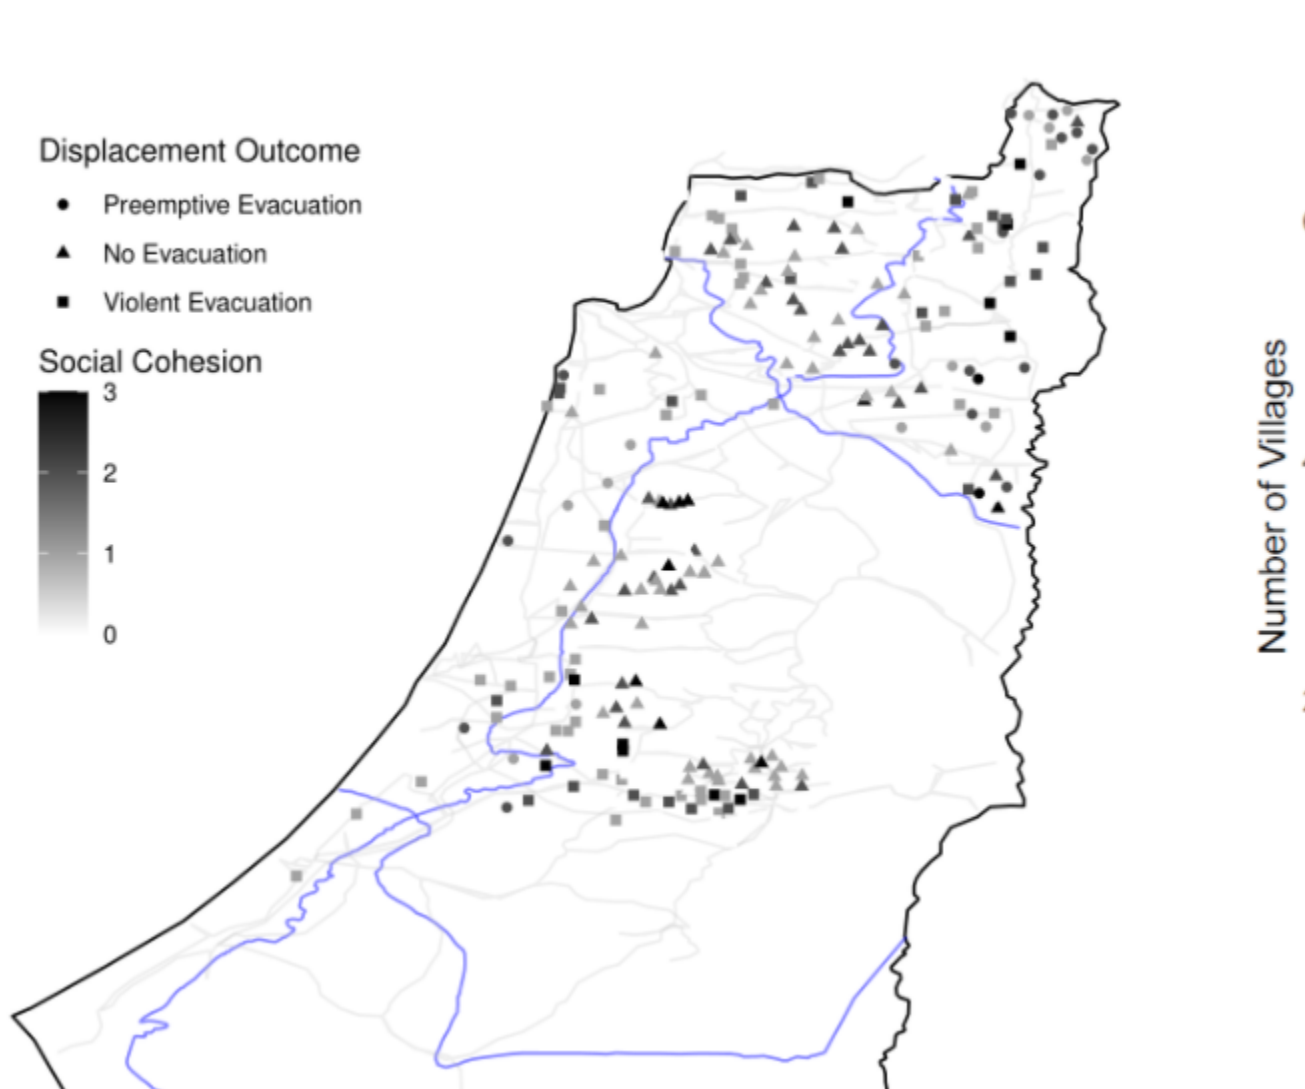 Displacement Outcome
Preemptive Evacuation
No Evacuation
Violent Evacuation
Social Cohesion
3
2
1
0
Number of Villages